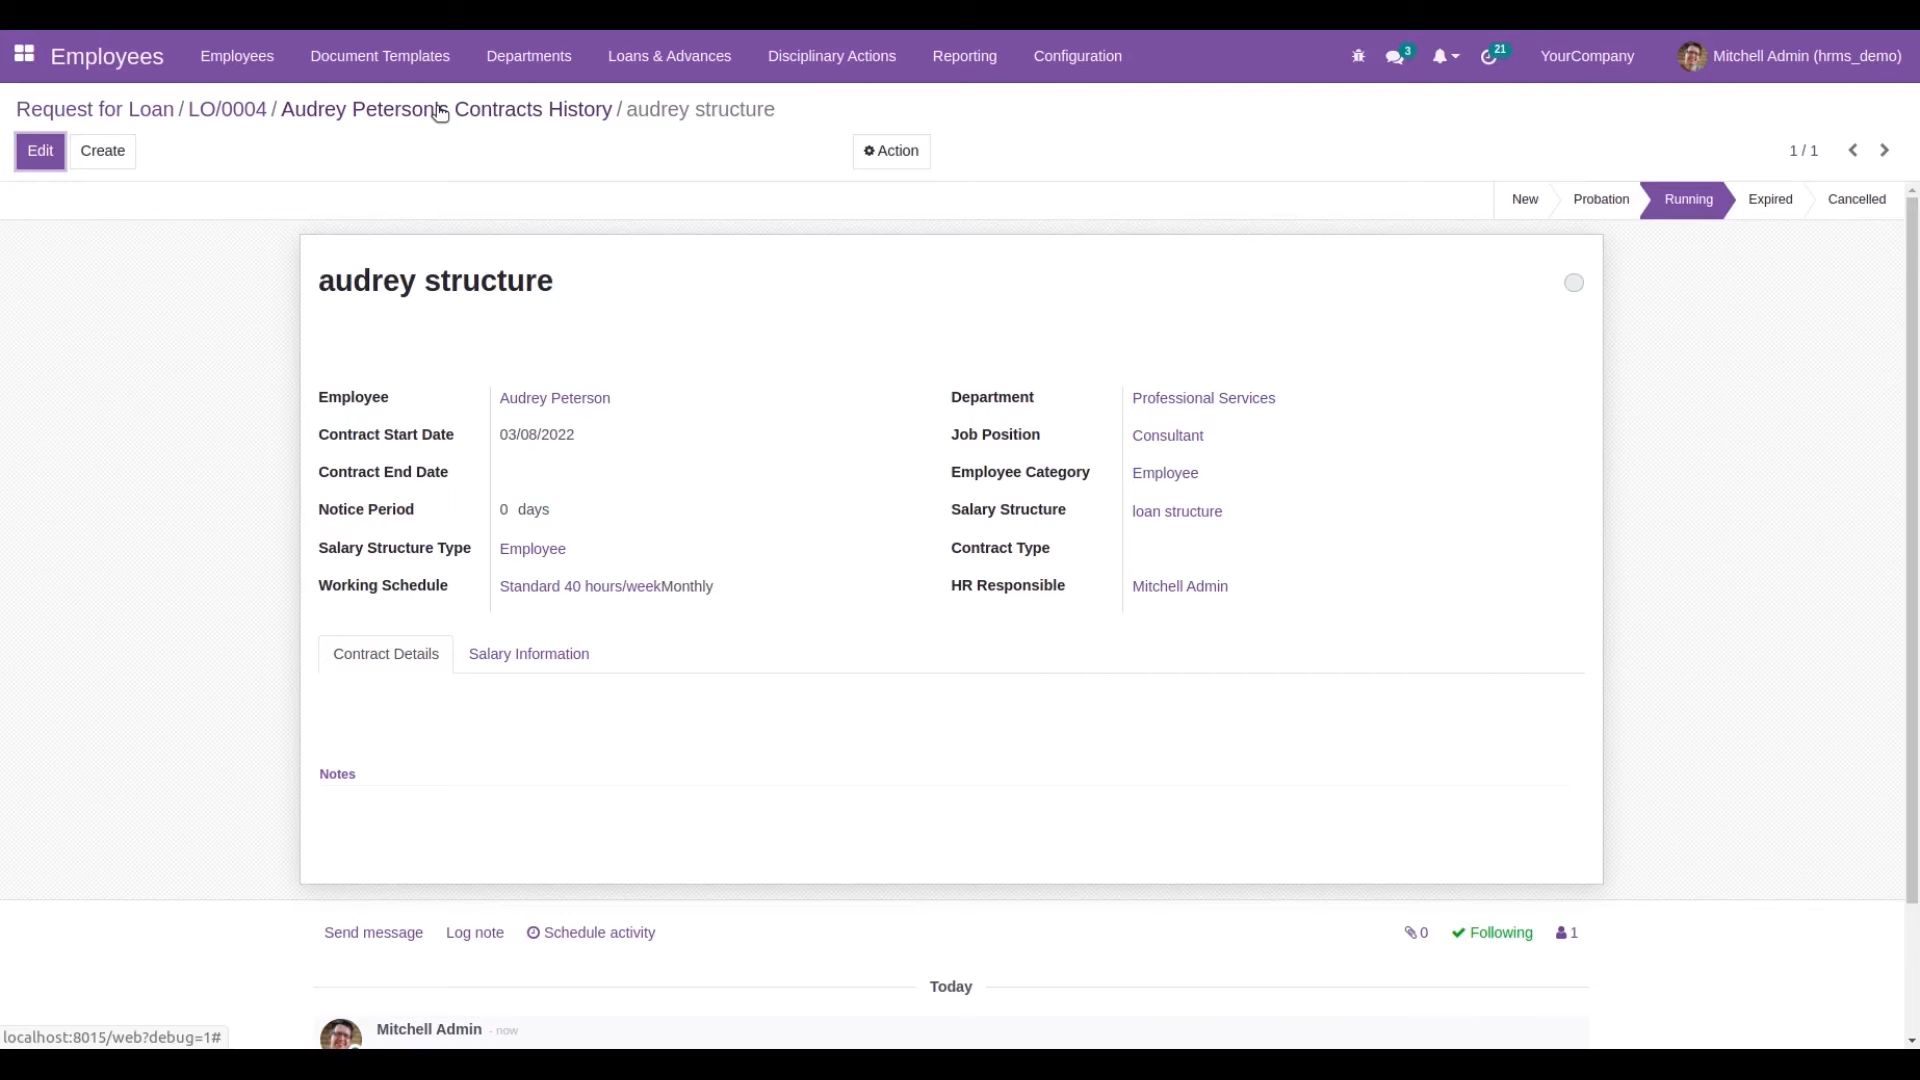 Employees Employees Document Templates Departments Loans & Advances Disciplinary Actions Reporting Configuration 3 21 YourCompany Mitchell Admin (hrms_demo)
Request for Loan / LO/0004 / Audrey Peterson's Contracts History / audrey structure
Edit Create Action 1 / 1
New Probation Running Expired Cancelled
audrey structure
Employee Audrey Peterson Department Professional Services
Contract Start Date 03/08/2022 Job Position Consultant
Contract End Date Employee Category Employee
Notice Period 0 days Salary Structure loan structure
Salary Structure Type Employee Contract Type
Working Schedule Standard 40 hours/weekMonthly HR Responsible Mitchell Admin
Contract Details Salary Information
Notes
Send message Log note Schedule activity 0 Following 1
Today
Mitchell Admin - now
localhost:8015/web?debug=1#